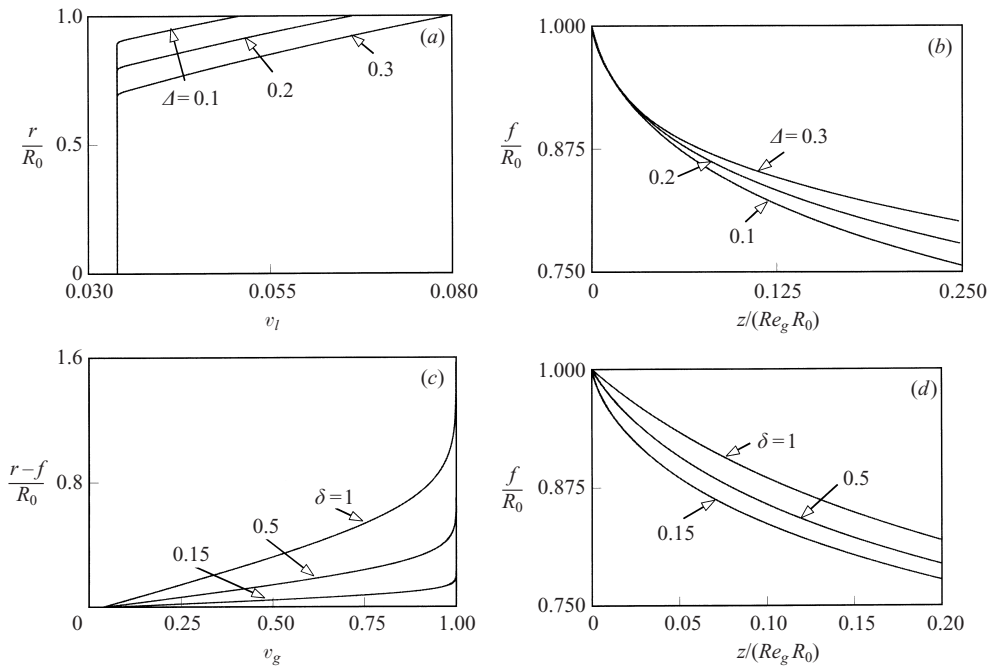 1.0
(a)
0.3
0.2
Δ= 0.1
r
R0
0.5
0
0.030
0.055
0.080
vl
1.000
(b)
f
R0
0.875
Δ= 0.3
0.2
0.1
0.750
0
0.125
0.250
z/(Reg R0)
1.6
(c)
r – f
R0
0.8
δ = 1
0.5
0.15
0
0.25
0.50
0.75
1.00
vg
1.000
(d)
f
R0
0.875
δ = 1
0.5
0.15
0.750
0
0.05
0.10
0.15
0.20
z/(Reg R0)